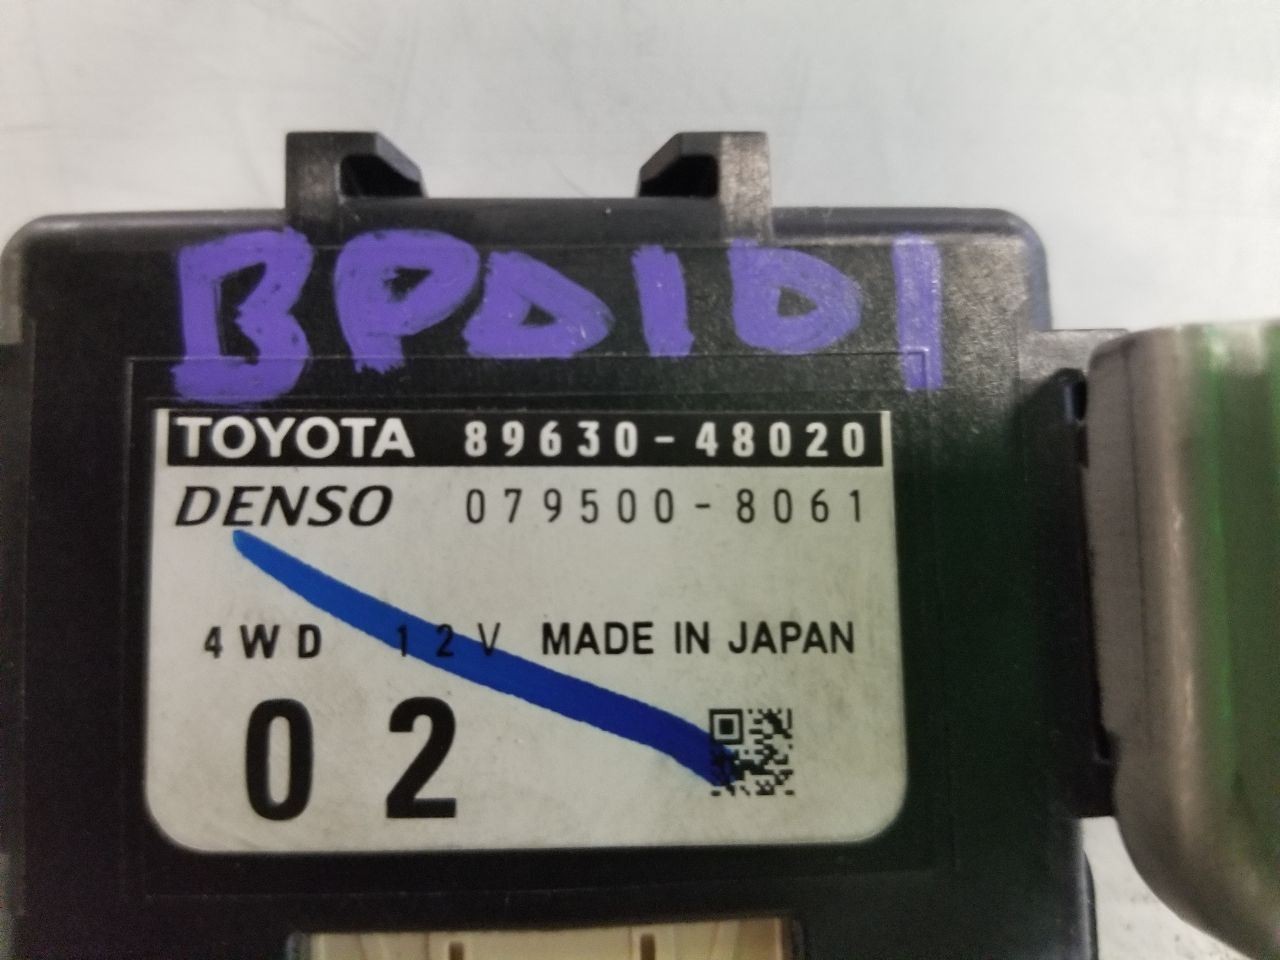 BPD1D1
TOYOTA 89630-48020
DENSO 079500-8061
4WD 12V MADE IN JAPAN
02